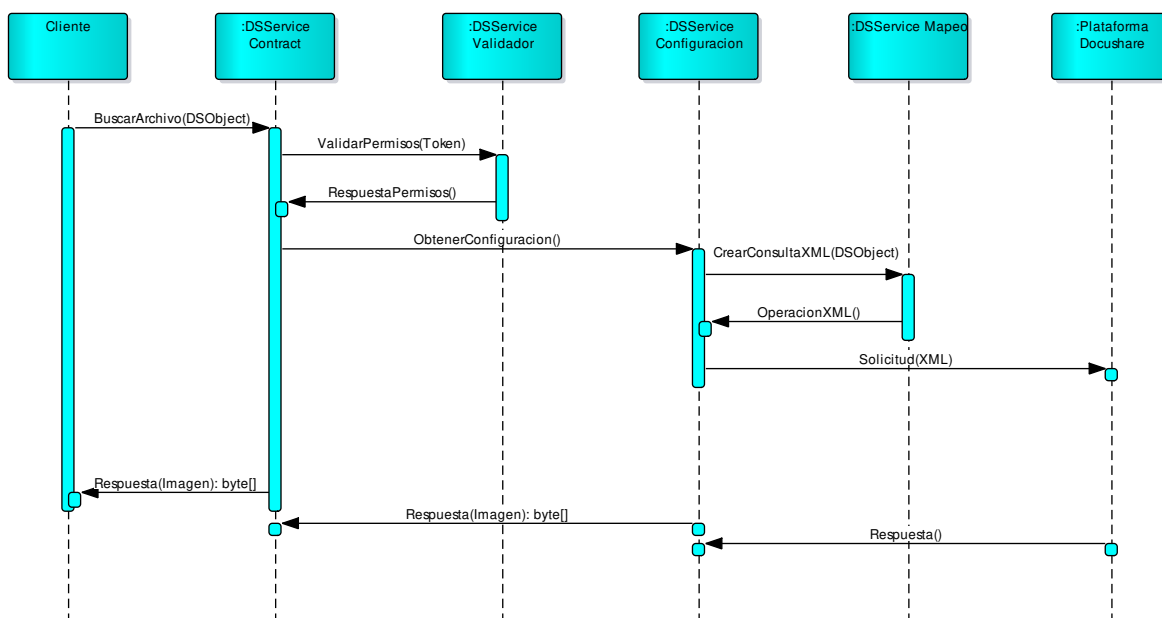 Cliente
:DSService
Contract
:DSService
Validador
:DSService
Configuracion
:DSService Mapeo
:Plataforma
Docushare
BuscarArchivo(DSObject)
ValidarPermisos(Token)
RespuestaPermisos()
ObtenerConfiguracion()
CrearConsultaXML(DSObject)
OperacionXML()
Solicitud(XML)
Respuesta(Imagen): byte[]
Respuesta(Imagen): byte[]
Respuesta()